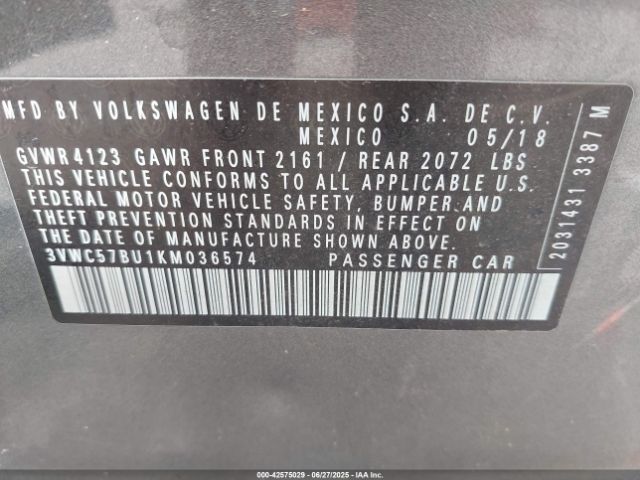 MFD BY VOLKSWAGEN DE MEXICO S.A. DE C.V.
MEXICO 05/18
GVWR 4123 GAWR FRONT 2161 / REAR 2072 LBS
THIS VEHICLE CONFORMS TO ALL APPLICABLE U.S.
FEDERAL MOTOR VEHICLE SAFETY, BUMPER AND
THEFT PREVENTION STANDARDS IN EFFECT ON
THE DATE OF MANUFACTURE SHOWN ABOVE.
3VWC57BU1KM036574 PASSENGER CAR
2031431 3387 M
000-42575029 - 06/27/2025 - IAAI, Inc.